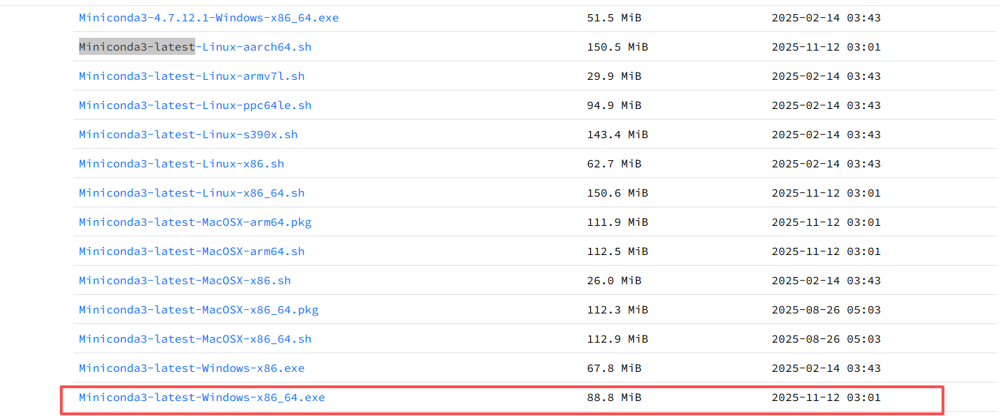 Miniconda3-4.7.12.1-Windows-x86_64.exe 51.5 MiB 2025-02-14 03:43
Miniconda3-latest-Linux-aarch64.sh 150.5 MiB 2025-11-12 03:01
Miniconda3-latest-Linux-armv7l.sh 29.9 MiB 2025-02-14 03:43
Miniconda3-latest-Linux-ppc64le.sh 94.9 MiB 2025-02-14 03:43
Miniconda3-latest-Linux-s390x.sh 143.4 MiB 2025-02-14 03:43
Miniconda3-latest-Linux-x86.sh 62.7 MiB 2025-02-14 03:43
Miniconda3-latest-Linux-x86_64.sh 150.6 MiB 2025-11-12 03:01
Miniconda3-latest-MacOSX-arm64.pkg 111.9 MiB 2025-11-12 03:01
Miniconda3-latest-MacOSX-arm64.sh 112.5 MiB 2025-11-12 03:01
Miniconda3-latest-MacOSX-x86.sh 26.0 MiB 2025-02-14 03:43
Miniconda3-latest-MacOSX-x86_64.pkg 112.3 MiB 2025-08-26 05:03
Miniconda3-latest-MacOSX-x86_64.sh 112.9 MiB 2025-08-26 05:03
Miniconda3-latest-Windows-x86.exe 67.8 MiB 2025-02-14 03:43
Miniconda3-latest-Windows-x86_64.exe 88.8 MiB 2025-11-12 03:01